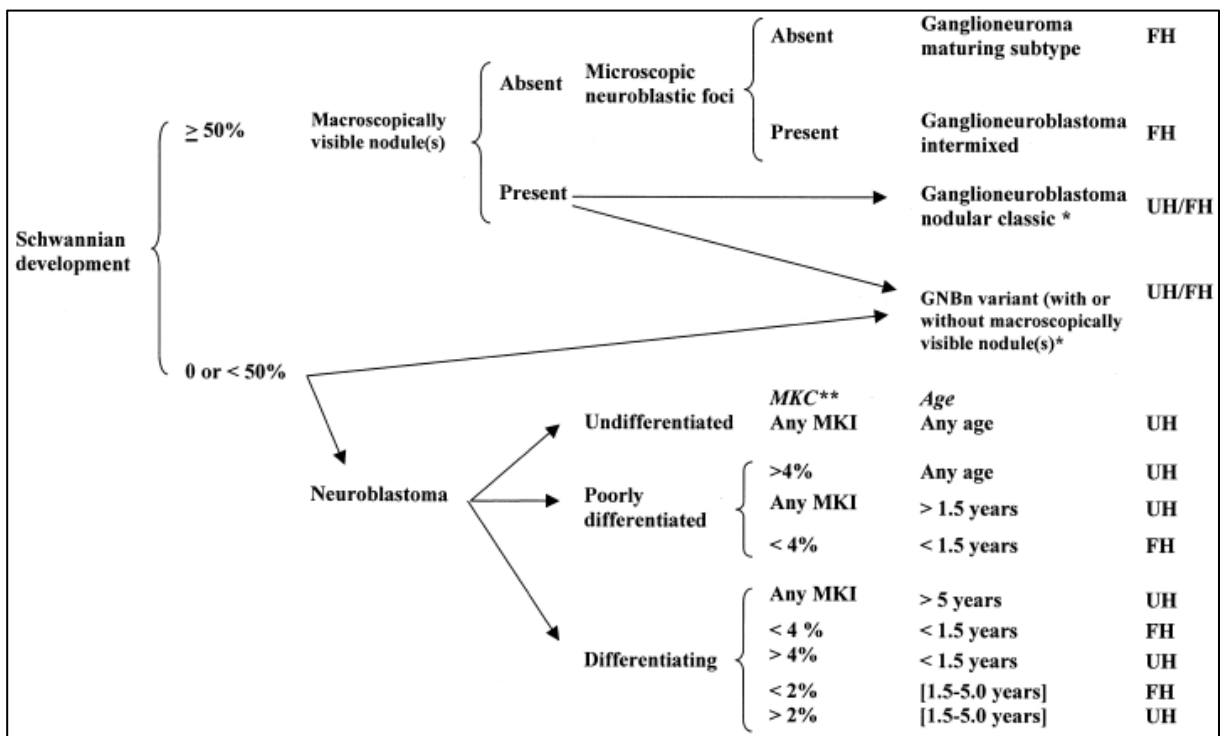 Absent Ganglioneuroma maturing subtype FH
Absent Microscopic neuroblastic foci
≥ 50% Macroscopically visible nodule(s)
Present Ganglioneuroblastoma intermixed FH
Present Ganglioneuroblastoma nodular classic * UH/FH
Schwannian development
GNBn variant (with or without macroscopically visible nodule(s)* UH/FH
0 or < 50%
MKC** Age
Undifferentiated Any MKI Any age UH
>4% Any age UH
Neuroblastoma Poorly differentiated Any MKI > 1.5 years UH
< 4% < 1.5 years FH
Any MKI > 5 years UH
< 4 % < 1.5 years FH
Differentiating > 4% < 1.5 years UH
< 2% [1.5-5.0 years] FH
> 2% [1.5-5.0 years] UH